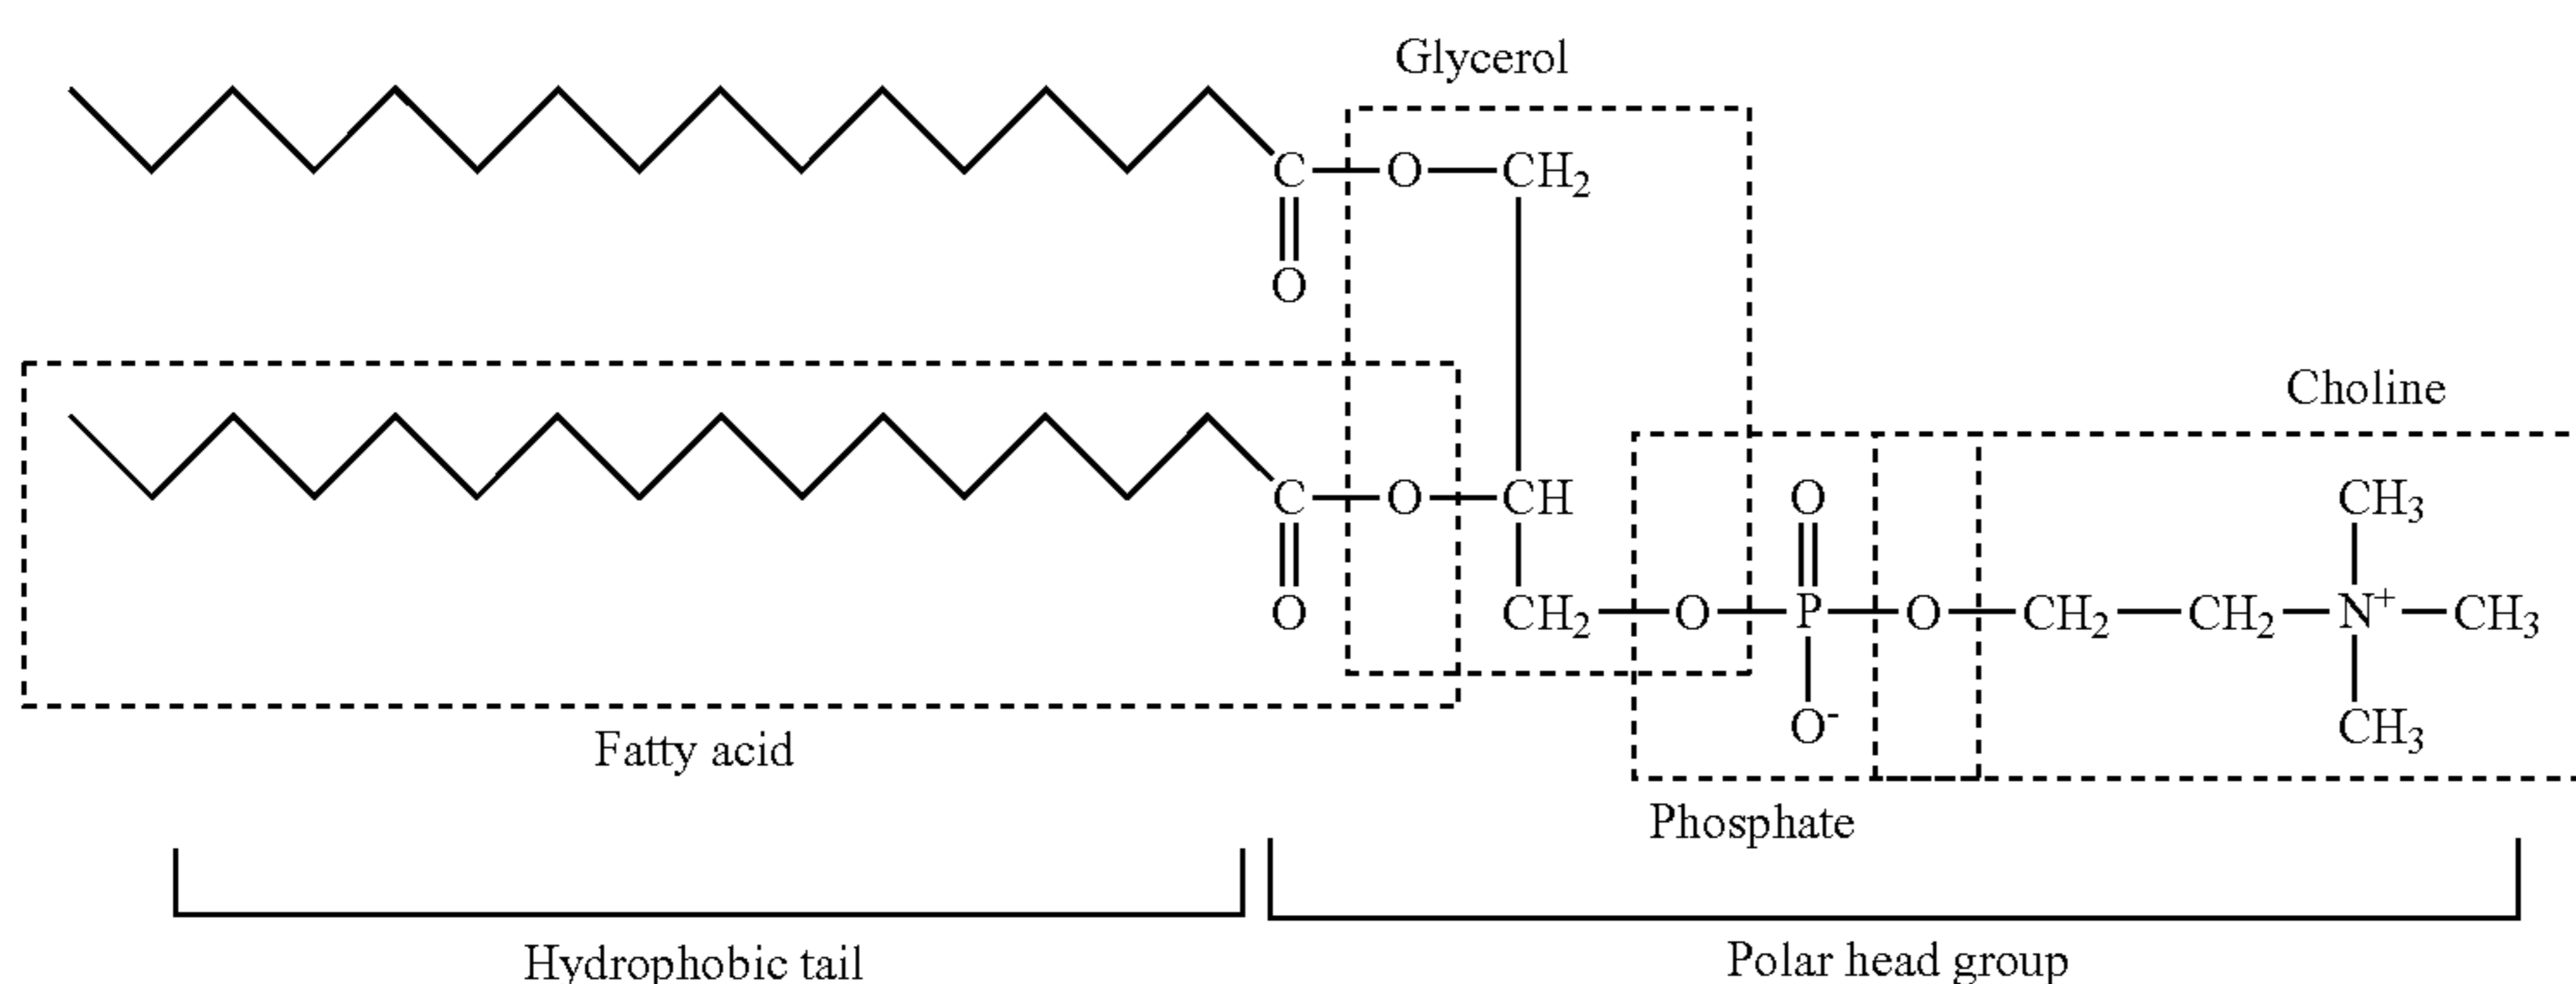 Glycerol
C O CH₂
O
Choline
C O CH O CH₃
O CH₂ O P O CH₂ CH₂ N⁺ CH₃
O⁻ CH₃
Fatty acid
Phosphate
Hydrophobic tail Polar head group